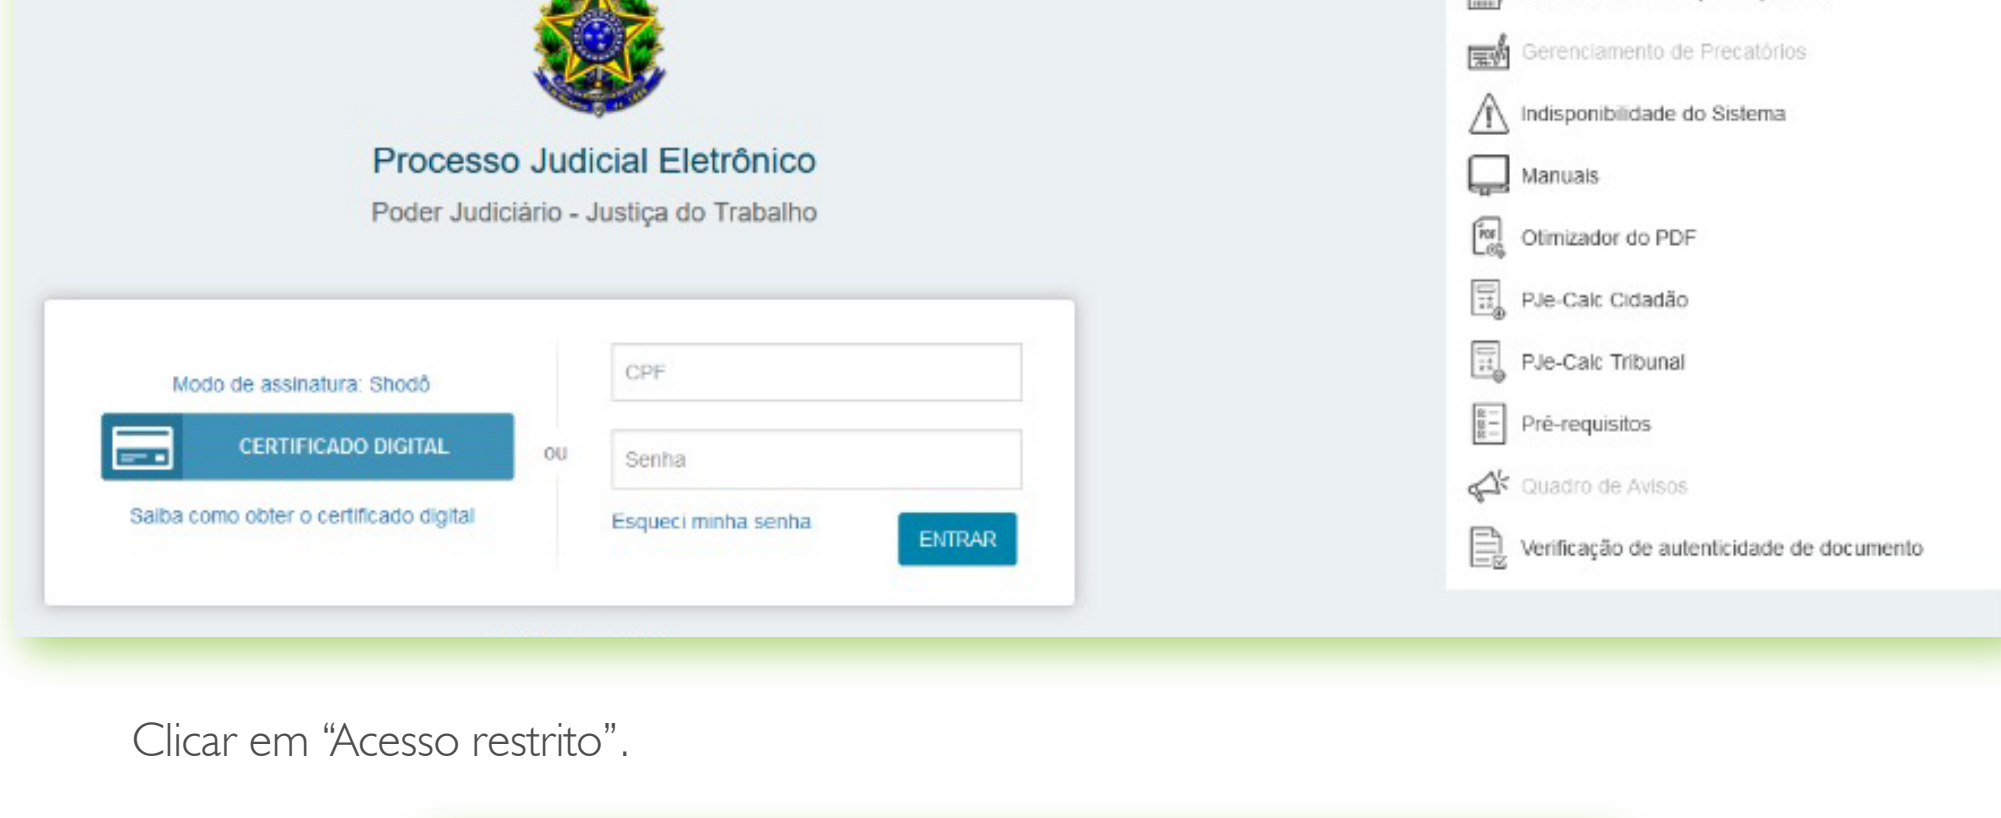 Processo Judicial Eletrônico
Poder Judiciário - Justiça do Trabalho
Modo de assinatura: Shodô
CERTIFICADO DIGITAL
Saiba como obter o certificado digital
ou
CPF
Senha
Esqueci minha senha
ENTRAR
Gerenciamento de Precatórios
Indisponibilidade do Sistema
Manuais
Otimizador do PDF
PJe-Calc Cidadão
PJe-Calc Tribunal
Pré-requisitos
Quadro de Avisos
Verificação de autenticidade de documento
Clicar em “Acesso restrito”.